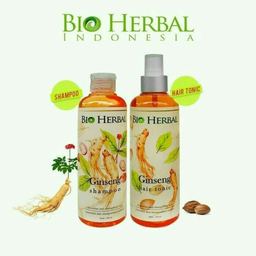 BIO HERBAL
INDONESIA
SHAMPOO
HAIR TONIC
BIO HERBAL
Ginseng
shampoo
BIO HERBAL
Ginseng
hair tonic